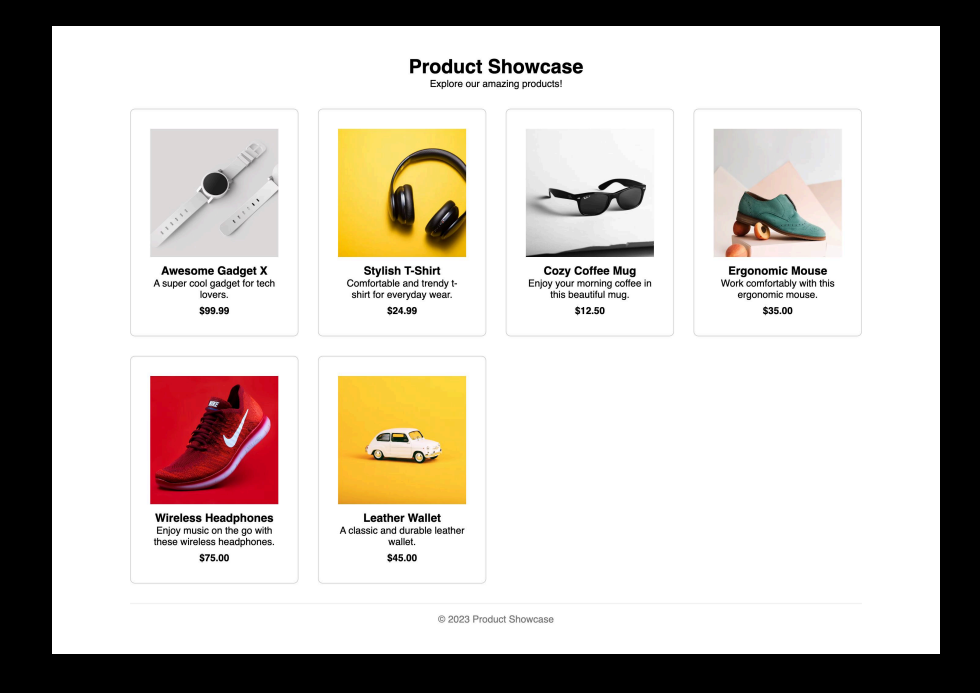 Product Showcase
Explore our amazing products!
Awesome Gadget X
A super cool gadget for tech
lovers.
$99.99
Stylish T-Shirt
Comfortable and trendy t-
shirt for everyday wear.
$24.99
Cozy Coffee Mug
Enjoy your morning coffee in
this beautiful mug.
$12.50
Ergonomic Mouse
Work comfortably with this
ergonomic mouse.
$35.00
NIKE
Wireless Headphones
Enjoy music on the go with
these wireless headphones.
$75.00
Leather Wallet
A classic and durable leather
wallet.
$45.00
© 2023 Product Showcase